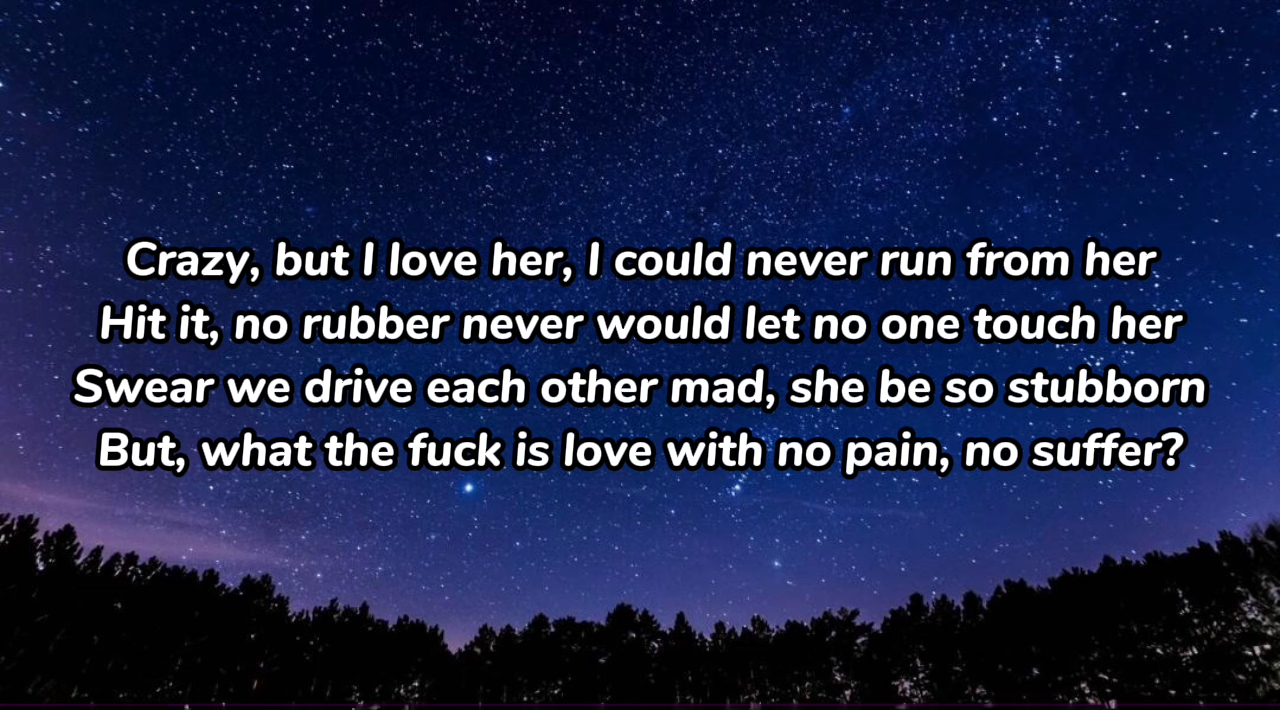 Crazy, but I love her, I could never run from her
Hit it, no rubber never would let no one touch her
Swear we drive each other mad, she be so stubborn
But, what the fuck is love with no pain, no suffer?